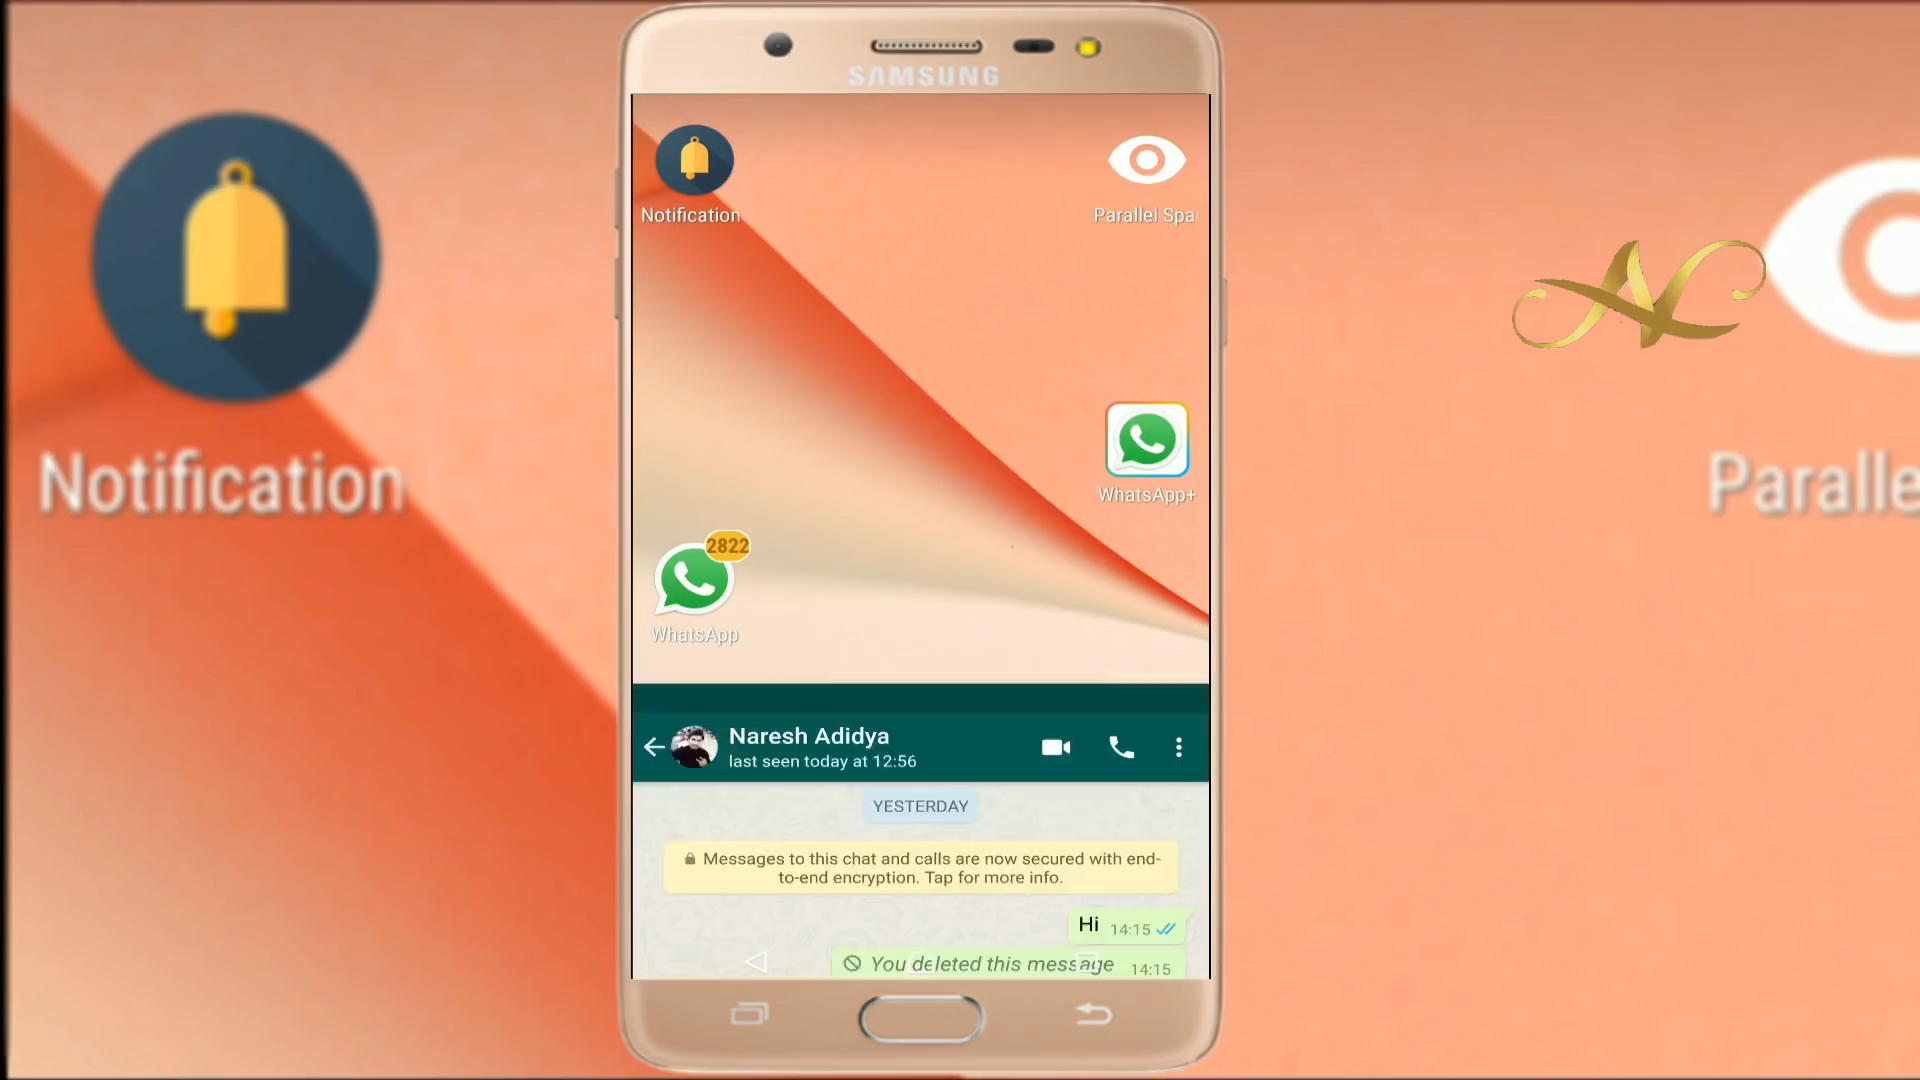 SAMSUNG
Notification
Parallel Spa
WhatsApp+
2822
WhatsApp
Naresh Adidya
last seen today at 12:56
YESTERDAY
Messages to this chat and calls are now secured with end-
to-end encryption. Tap for more info.
Hi 14:15
You deleted this message 14:15
Notification
Paralle